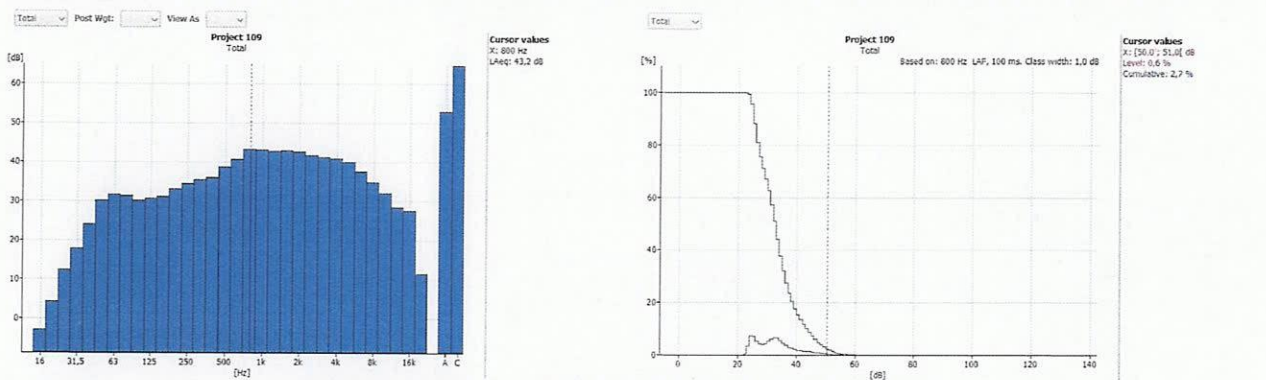 Total Post Wgt: View As
Project 109
Total
[dB]
60
50
40
30
20
10
0
16 31,5 63 125 250 500 1k 2k 4k 8k 16k A C
[Hz]
Cursor values
X: 800 Hz
LAeq: 43,2 dB
Total
Project 109
Total
[%]
Based on: 800 Hz LAF, 100 ms. Class width: 1,0 dB
100
80
60
40
20
0
0 20 40 60 80 100 120 140
[dB]
Cursor values
X: [50,0 ; 51,0[ dB
Level: 0,6 %
Cumulative: 2,7 %